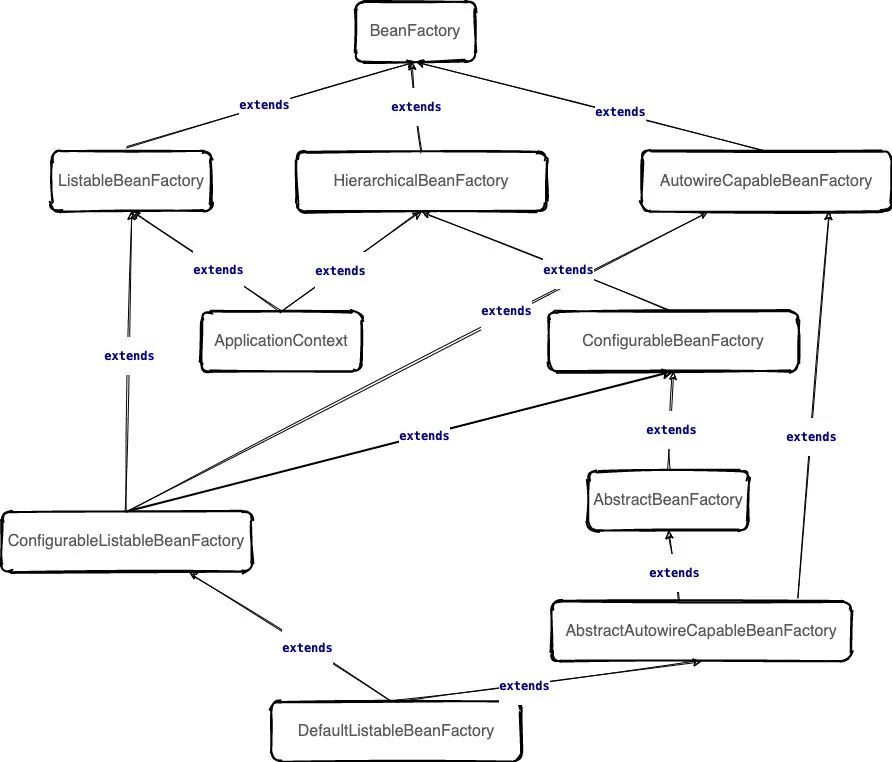 BeanFactory
extends
extends
extends
ListableBeanFactory
HierarchicalBeanFactory
AutowireCapableBeanFactory
extends
extends
extends
extends
ApplicationContext
ConfigurableBeanFactory
extends
extends
extends
extends
AbstractBeanFactory
ConfigurableListableBeanFactory
extends
AbstractAutowireCapableBeanFactory
extends
extends
DefaultListableBeanFactory